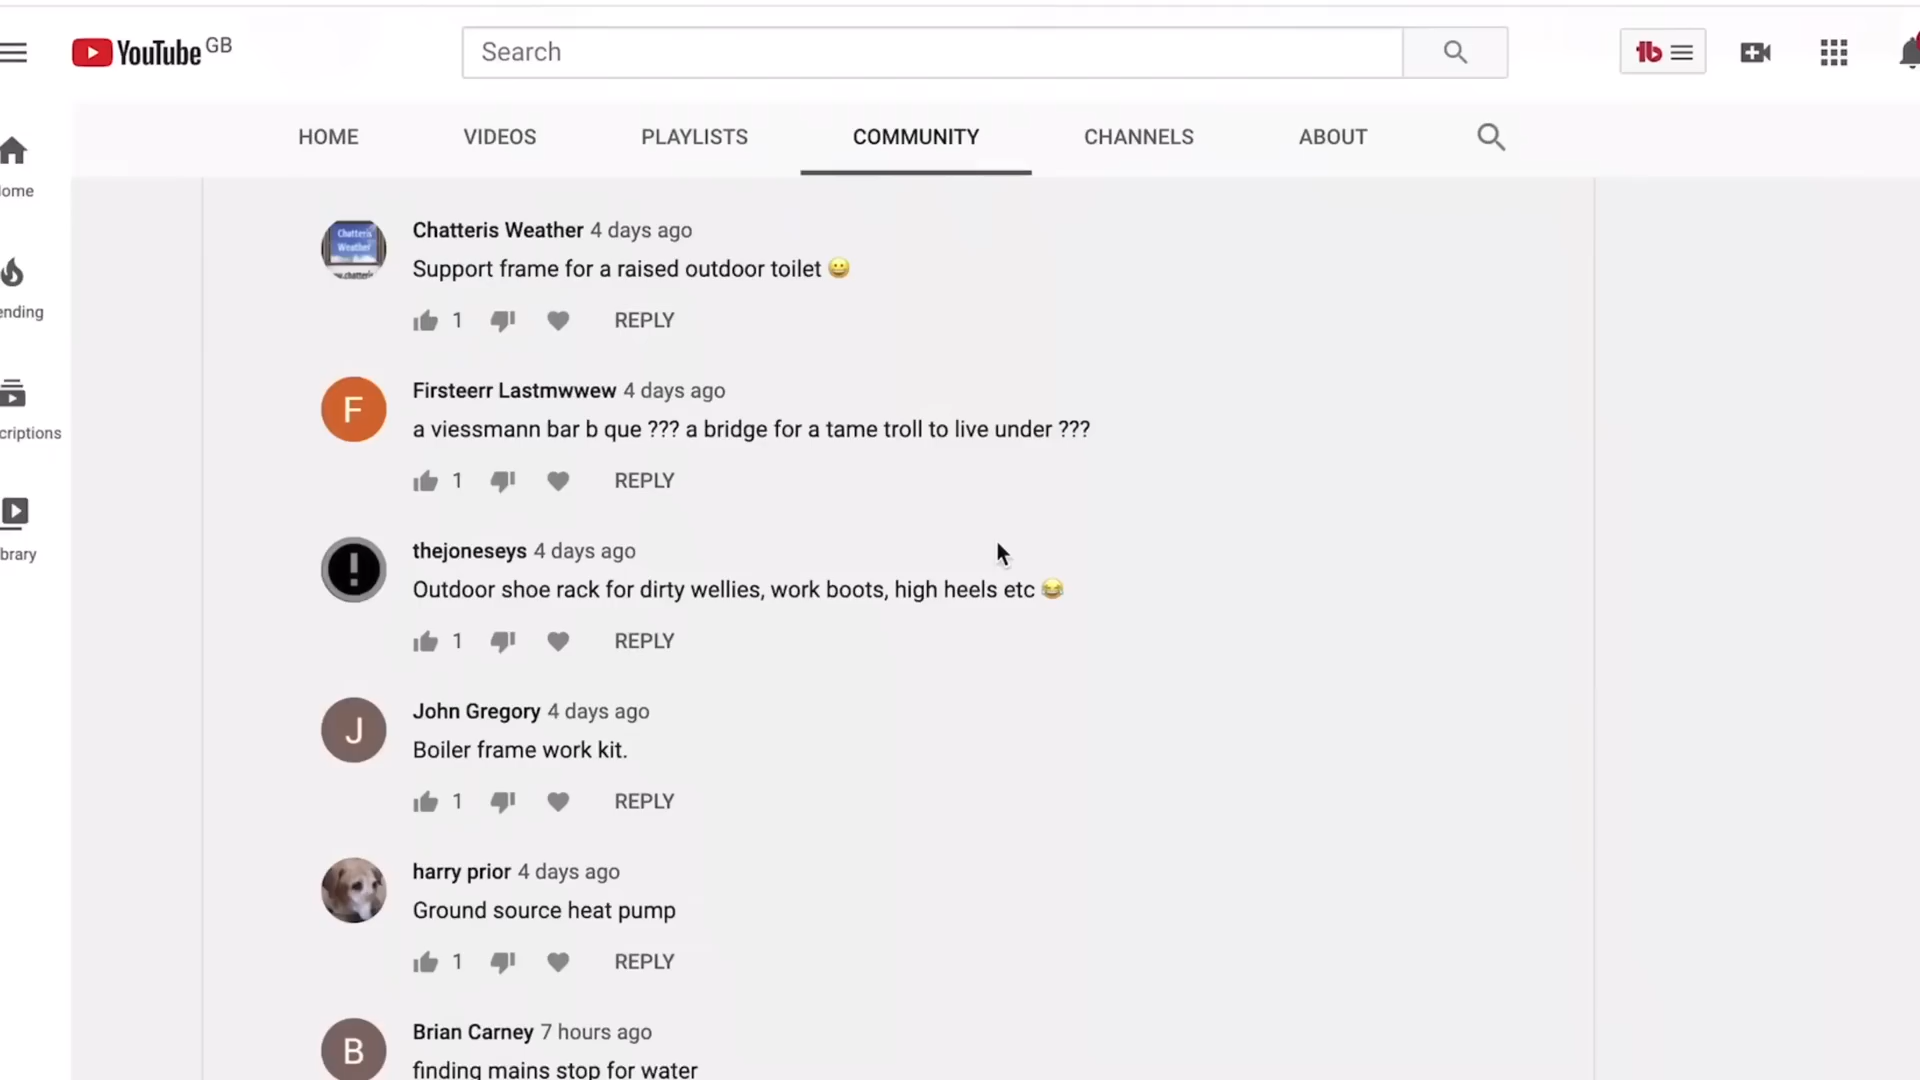 YouTube GB
Search
HOME VIDEOS PLAYLISTS COMMUNITY CHANNELS ABOUT
ome
ending
criptions
brary
Chatteris Weather
Chatteris Weather 4 days ago
Support frame for a raised outdoor toilet 😀
1 REPLY
F
Firsteerr Lastmwwew 4 days ago
a viessmann bar b que ??? a bridge for a tame troll to live under ???
1 REPLY
thejoneseys 4 days ago
Outdoor shoe rack for dirty wellies, work boots, high heels etc 😂
1 REPLY
J
John Gregory 4 days ago
Boiler frame work kit.
1 REPLY
harry prior 4 days ago
Ground source heat pump
1 REPLY
B
Brian Carney 7 hours ago
finding mains stop for water